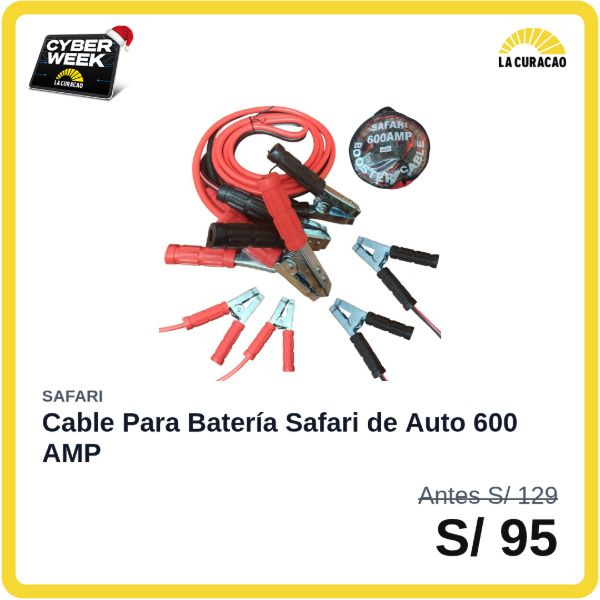 CYBER
WEEK
LA CURACAO
LA CURACAO
SAFARI
600AMP
BOOSTER CABLE
SAFARI
Cable Para Batería Safari de Auto 600
AMP
Antes S/ 129
S/ 95